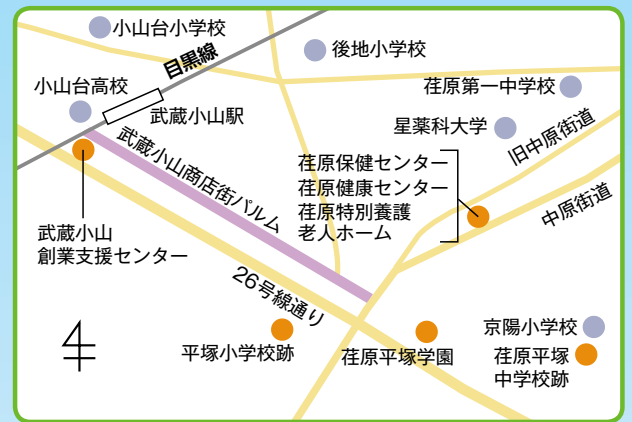 小山台小学校
目黒線
後地小学校
小山台高校
荏原第一中学校
武蔵小山駅
星薬科大学
旧中原街道
武蔵小山商店街パルム
荏原保健センター
荏原健康センター
荏原特別養護
老人ホーム
中原街道
武蔵小山
創業支援センター
26号線通り
京陽小学校
平塚小学校跡
荏原平塚学園
荏原平塚
中学校跡